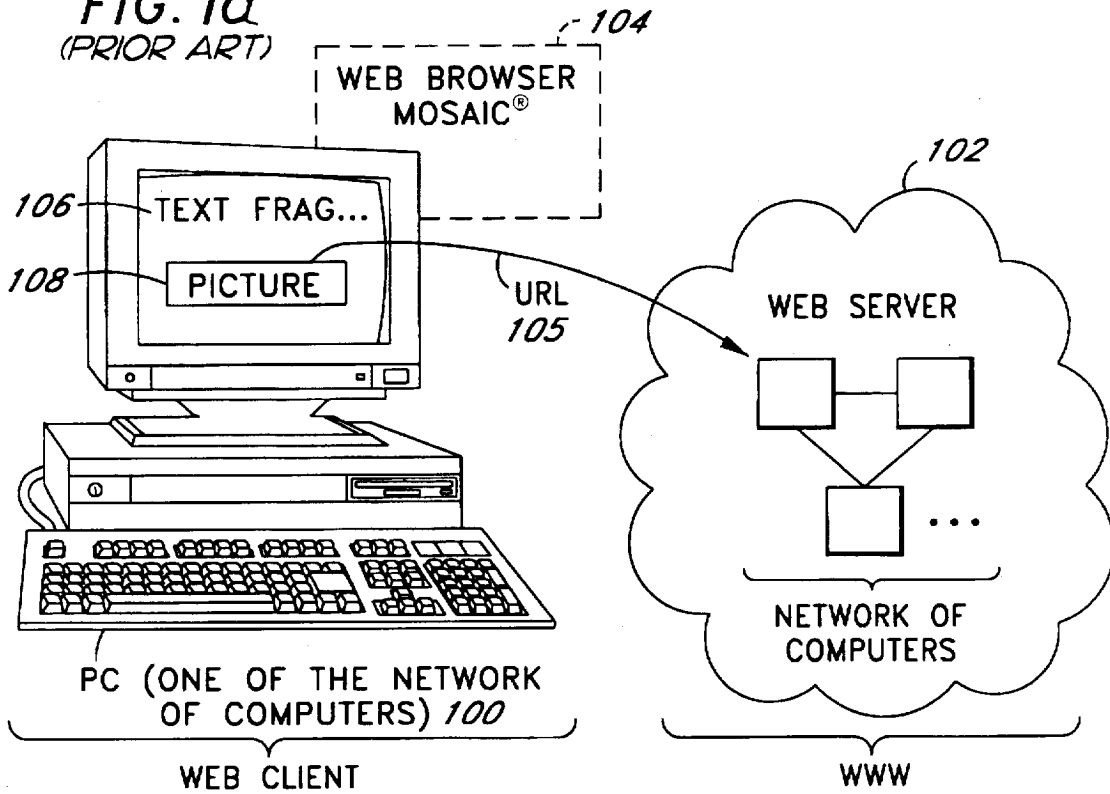 FIG. 1a
(PRIOR ART)
104
WEB BROWSER
MOSAIC®
102
106
TEXT FRAG...
108
PICTURE
URL
105
WEB SERVER
...
NETWORK OF
COMPUTERS
PC (ONE OF THE NETWORK
OF COMPUTERS) 100
WEB CLIENT
WWW